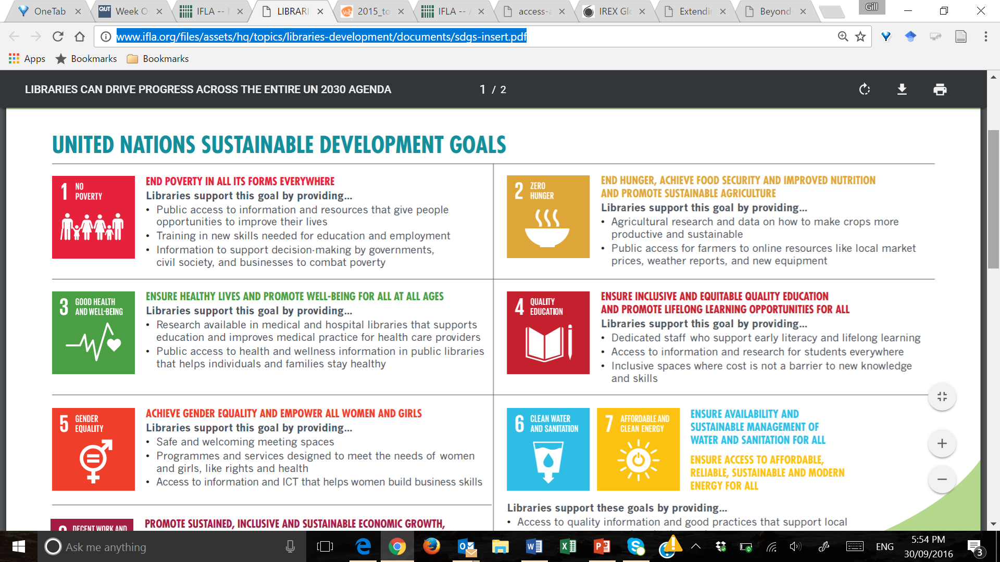 OneTab
QUT Week O
IFLA -- N
LIBRARI
Volt 2015_to
IFLA -- A
access-a
IREX Glo
Extendin
Beyond-
Gill
www.ifla.org/files/assets/hq/topics/libraries-development/documents/sdgs-insert.pdf
Apps
Bookmarks
Bookmarks
LIBRARIES CAN DRIVE PROGRESS ACROSS THE ENTIRE UN 2030 AGENDA
1 / 2
UNITED NATIONS SUSTAINABLE DEVELOPMENT GOALS
1 NO
POVERTY
END POVERTY IN ALL ITS FORMS EVERYWHERE
Libraries support this goal by providing...
• Public access to information and resources that give people
opportunities to improve their lives
• Training in new skills needed for education and employment
• Information to support decision-making by governments,
civil society, and businesses to combat poverty
2 ZERO
HUNGER
END HUNGER, ACHIEVE FOOD SECURITY AND IMPROVED NUTRITION
AND PROMOTE SUSTAINABLE AGRICULTURE
Libraries support this goal by providing...
• Agricultural research and data on how to make crops more
productive and sustainable
• Public access for farmers to online resources like local market
prices, weather reports, and new equipment
3 GOOD HEALTH
AND WELL-BEING
ENSURE HEALTHY LIVES AND PROMOTE WELL-BEING FOR ALL AT ALL AGES
Libraries support this goal by providing...
• Research available in medical and hospital libraries that supports
education and improves medical practice for health care providers
• Public access to health and wellness information in public libraries
that helps individuals and families stay healthy
4 QUALITY
EDUCATION
ENSURE INCLUSIVE AND EQUITABLE QUALITY EDUCATION
AND PROMOTE LIFELONG LEARNING OPPORTUNITIES FOR ALL
Libraries support this goal by providing...
• Dedicated staff who support early literacy and lifelong learning
• Access to information and research for students everywhere
• Inclusive spaces where cost is not a barrier to new knowledge
and skills
5 GENDER
EQUALITY
ACHIEVE GENDER EQUALITY AND EMPOWER ALL WOMEN AND GIRLS
Libraries support this goal by providing...
• Safe and welcoming meeting spaces
• Programmes and services designed to meet the needs of women
and girls, like rights and health
• Access to information and ICT that helps women build business skills
6 CLEAN WATER
AND SANITATION
7 AFFORDABLE AND
CLEAN ENERGY
ENSURE AVAILABILITY AND
SUSTAINABLE MANAGEMENT OF
WATER AND SANITATION FOR ALL
ENSURE ACCESS TO AFFORDABLE,
RELIABLE, SUSTAINABLE AND MODERN
ENERGY FOR ALL
Libraries support these goals by providing...
• Access to quality information and good practices that support local
DECENT WORK AND
PROMOTE SUSTAINED, INCLUSIVE AND SUSTAINABLE ECONOMIC GROWTH,
Ask me anything
ENG
5:54 PM
30/09/2016
3